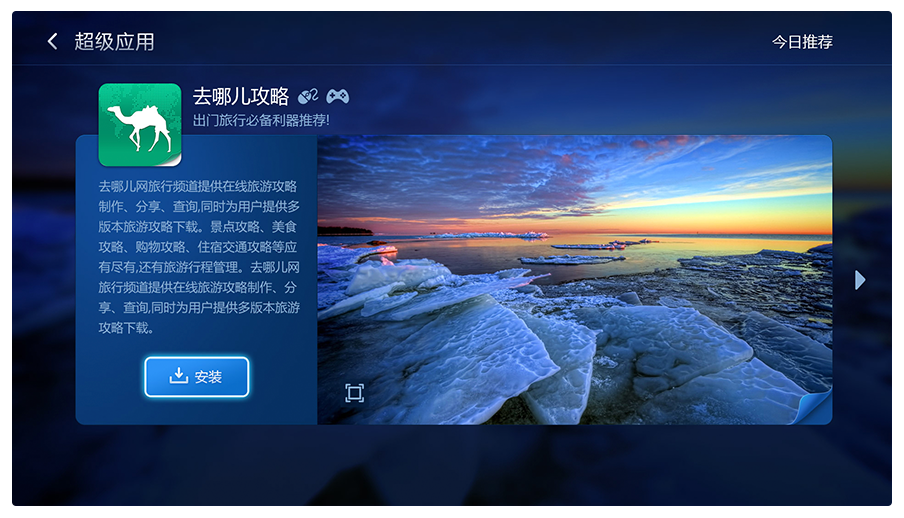 超级应用
今日推荐
去哪儿攻略
出门旅行必备利器推荐!
去哪儿网旅行频道提供在线旅游攻略
制作、分享、查询,同时为用户提供多
版本旅游攻略下载。景点攻略、美食
攻略、购物攻略、住宿交通攻略等应
有尽有,还有旅游行程管理。去哪儿网
旅行频道提供在线旅游攻略制作、分
享、查询,同时为用户提供多版本旅游
攻略下载。
安装